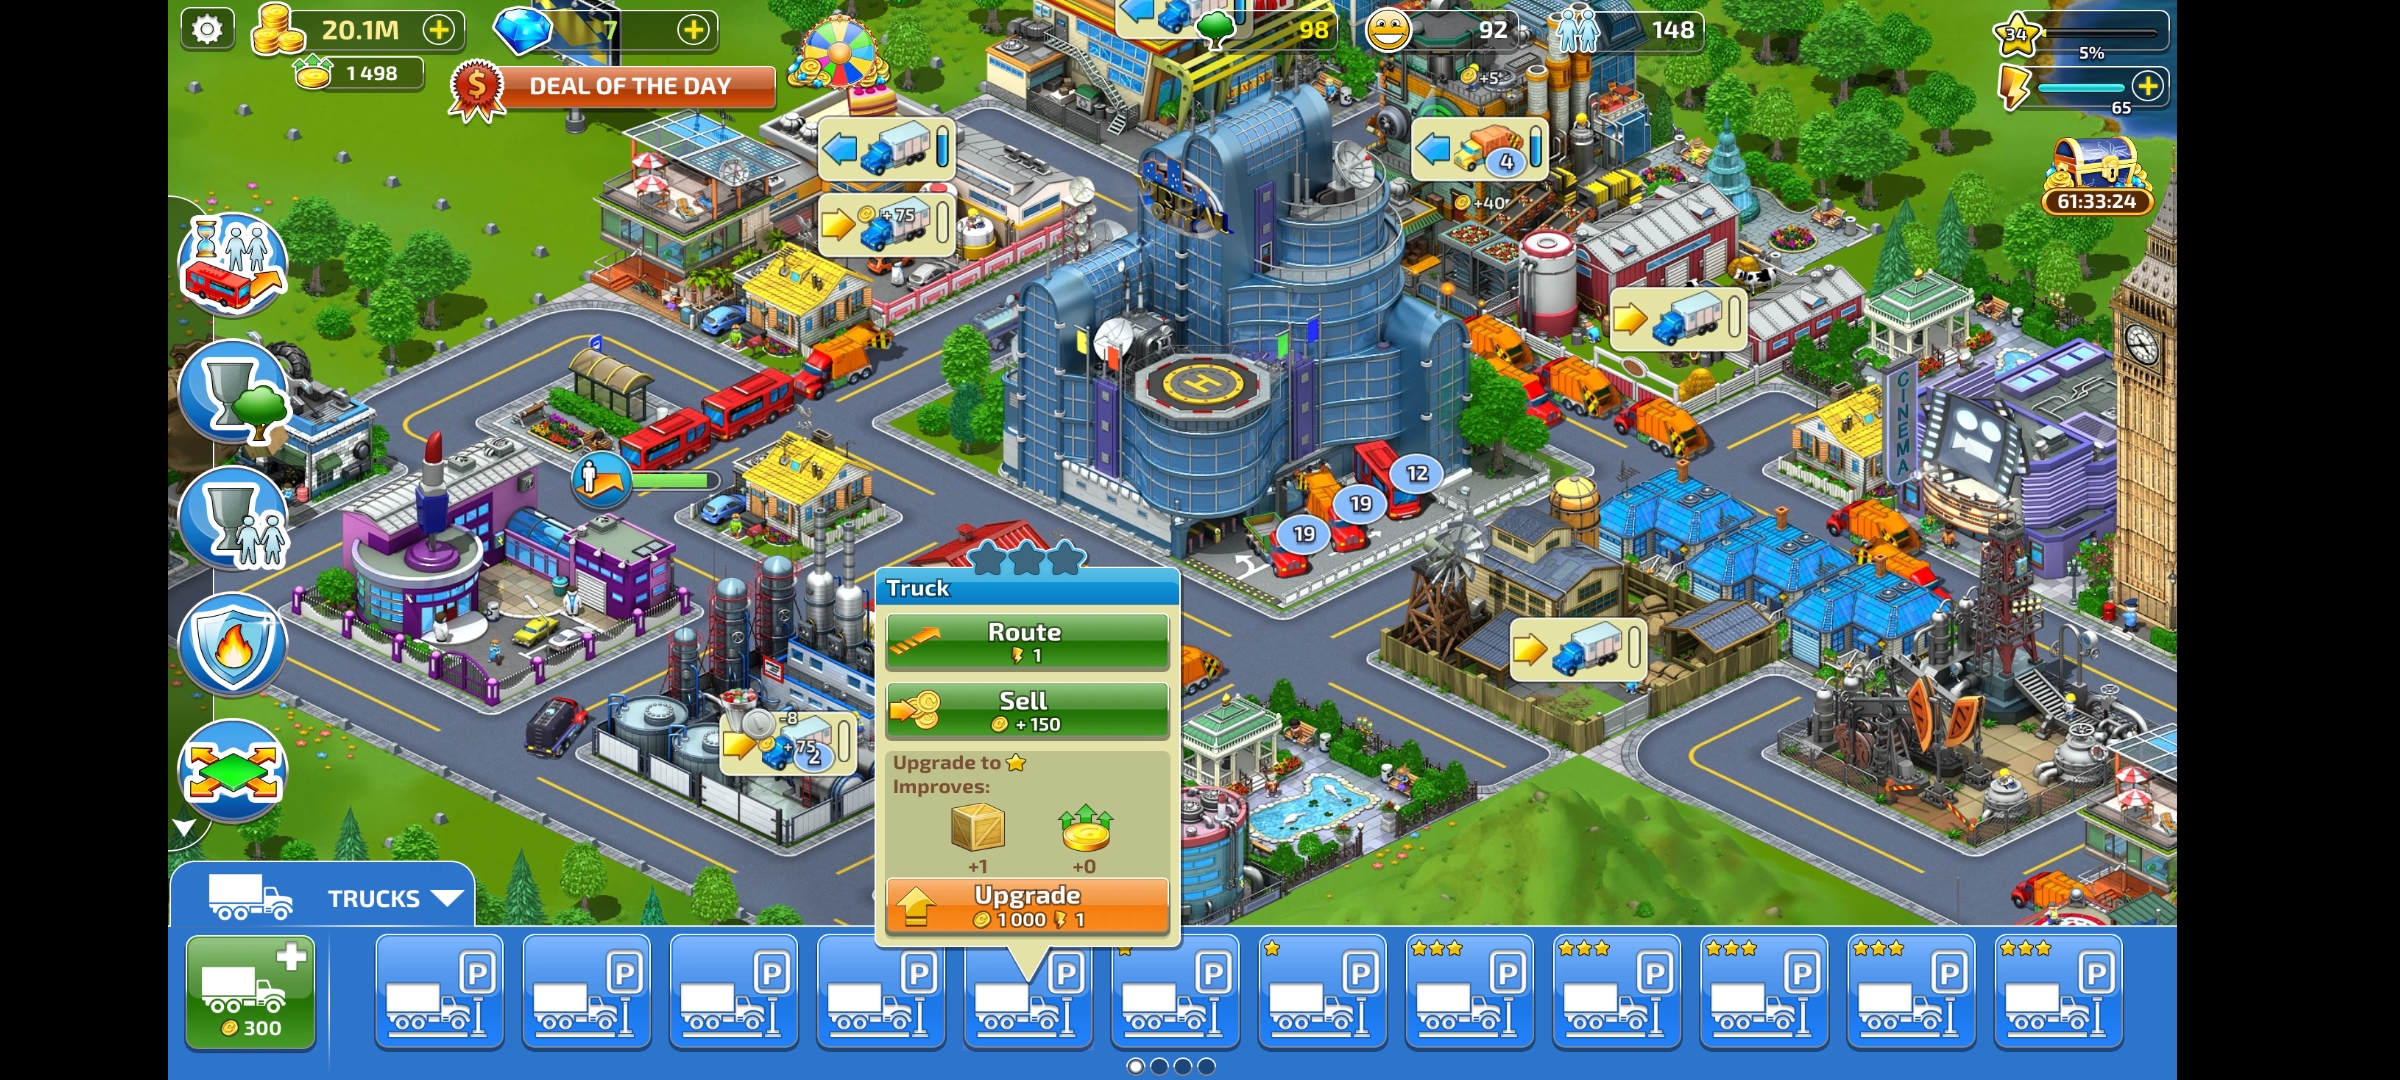 20.1M
7
98
92
148
34
5%
1 498
DEAL OF THE DAY
65
61:33:24
+5
4
+75
+40
H
CINEMA
12
19
19
-8
+75
2
Truck
Route
1
Sell
+150
Upgrade to
Improves:
+1
+0
Upgrade
1 000 1
TRUCKS
300
P
P
P
P
P
P
P
P
P
P
P
P